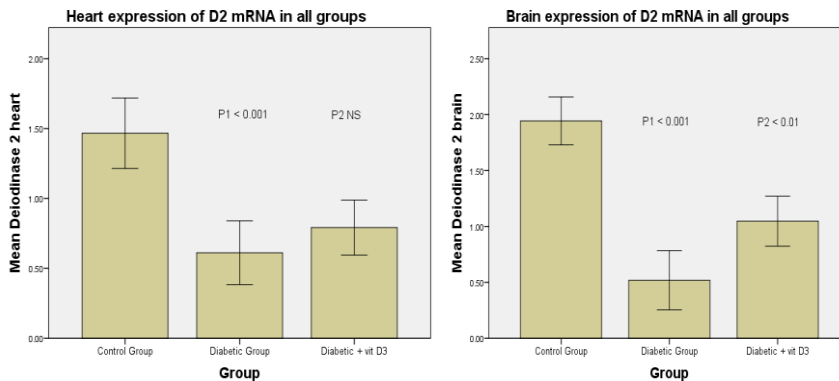 Heart expression of D2 mRNA in all groups
Mean Deiodinase 2 heart
2.00
1.50
1.00
0.50
0.00
P1 < 0.001
P2 NS
Control Group
Diabetic Group
Diabetic + vit D3
Group
Brain expression of D2 mRNA in all groups
Mean Deiodinase 2 brain
2.50
2.00
1.50
1.00
0.50
0.00
P1 < 0.001
P2 < 0.01
Control Group
Diabetic Group
Diabetic + vit D3
Group